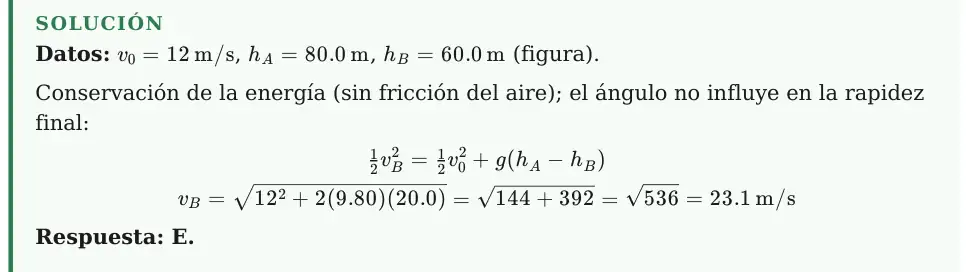 SOLUCIÓN
Datos: v₀ = 12 m/s, h_A = 80.0 m, h_B = 60.0 m (figura).
Conservación de la energía (sin fricción del aire); el ángulo no influye en la rapidez
final:
½v_B² = ½v₀² + g(h_A − h_B)
v_B = √(12² + 2(9.80)(20.0)) = √(144 + 392) = √536 = 23.1 m/s
Respuesta: E.